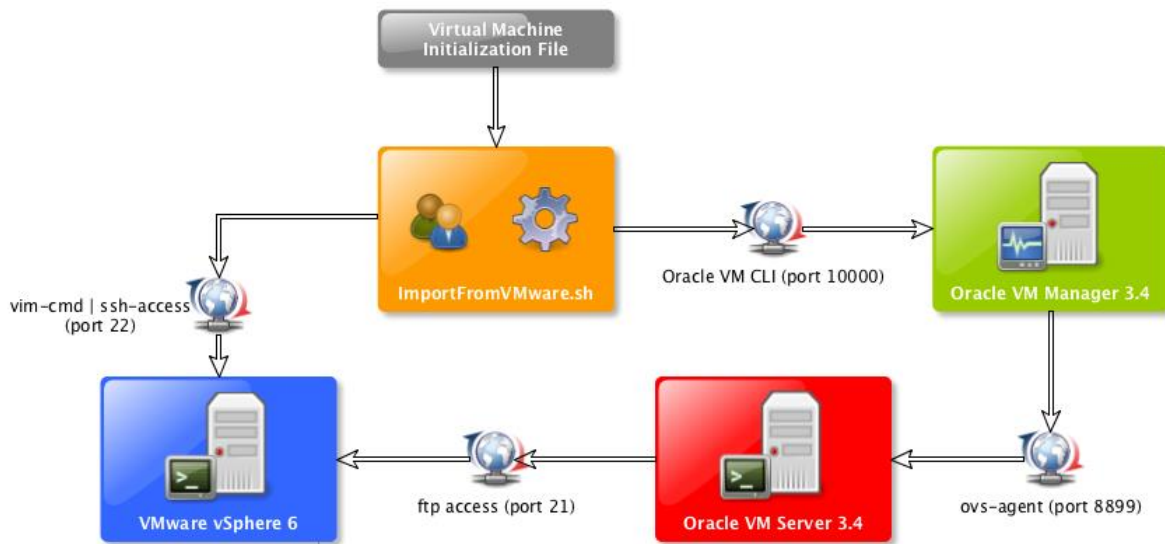 Virtual Machine
Initialization File
ImportFromVMware.sh
Oracle VM CLI (port 10000)
Oracle VM Manager 3.4
vim-cmd | ssh-access
(port 22)
VMware vSphere 6
ftp access (port 21)
Oracle VM Server 3.4
ovs-agent (port 8899)